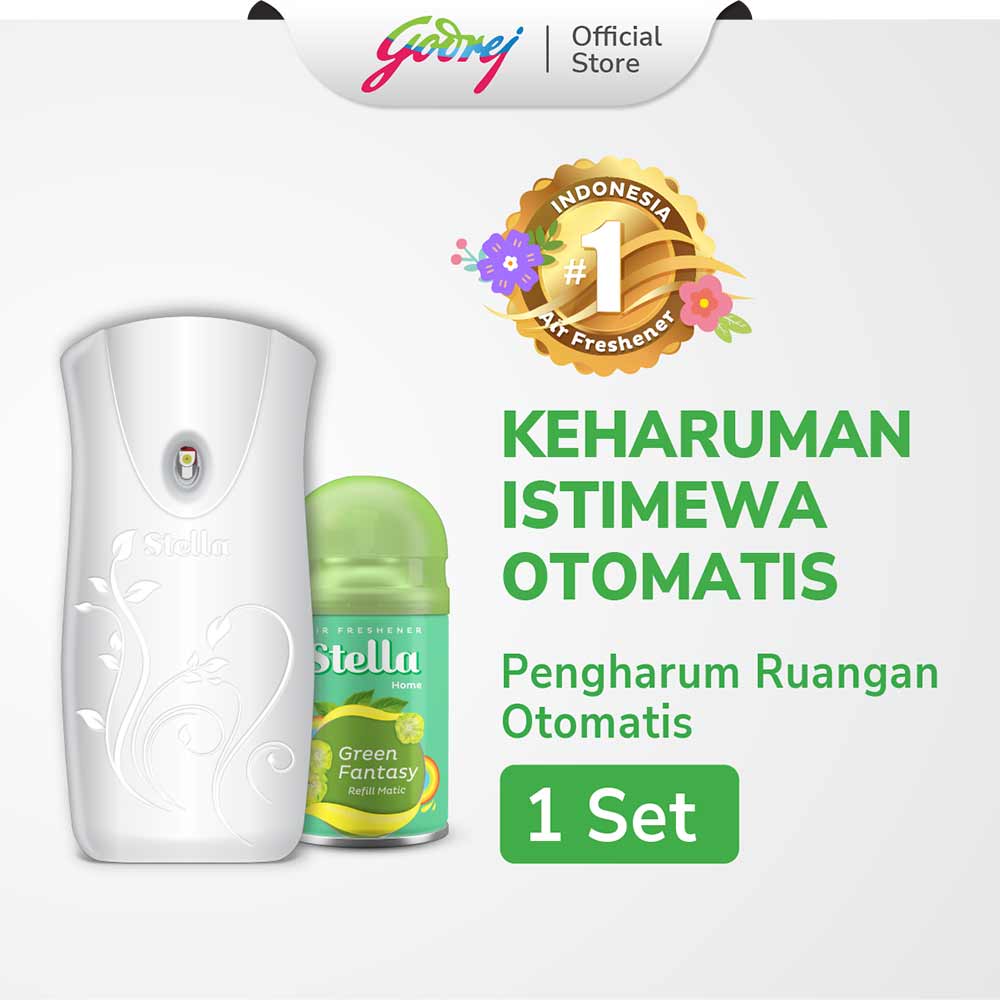 Godrej
Official
Store
INDONESIA
#1
Air Freshener
KEHARUMAN
ISTIMEWA
OTOMATIS
Pengharum Ruangan
Otomatis
1 Set
Stella
FRESHENER
Stella
Home
Green
Fantasy
Refill Matic